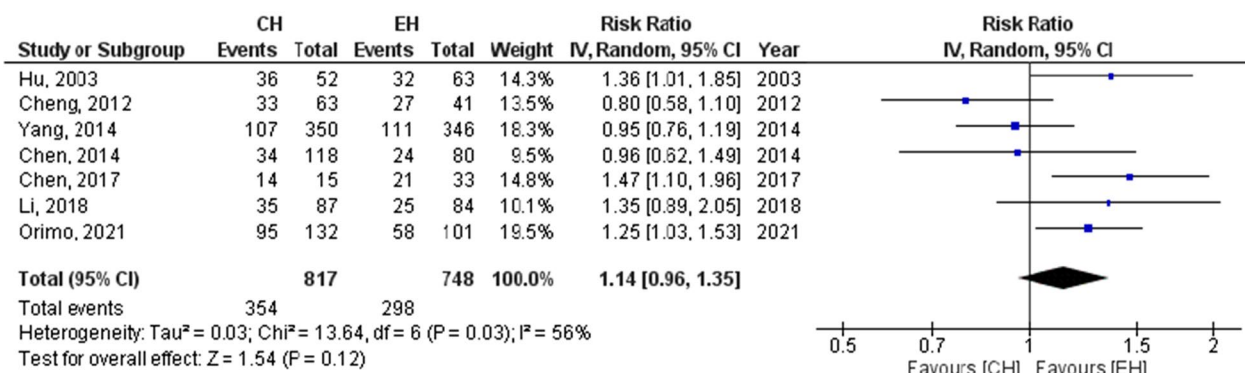 CH EH Risk Ratio Risk Ratio
Study or Subgroup Events Total Events Total Weight IV, Random, 95% CI Year IV, Random, 95% CI
Hu, 2003 36 52 32 63 14.3% 1.36 [1.01, 1.85] 2003
Cheng, 2012 33 63 27 41 13.5% 0.80 [0.58, 1.10] 2012
Yang, 2014 107 350 111 346 18.3% 0.95 [0.76, 1.19] 2014
Chen, 2014 34 118 24 80 9.5% 0.96 [0.62, 1.49] 2014
Chen, 2017 14 15 21 33 14.8% 1.47 [1.10, 1.96] 2017
Li, 2018 35 87 25 84 10.1% 1.35 [0.89, 2.05] 2018
Orimo, 2021 95 132 58 101 19.5% 1.25 [1.03, 1.53] 2021
Total (95% CI) 817 748 100.0% 1.14 [0.96, 1.35]
Total events 354 298
Heterogeneity: Tau² = 0.03; Chi² = 13.64, df = 6 (P = 0.03); I² = 56%
Test for overall effect: Z = 1.54 (P = 0.12)
0.5 0.7 1 1.5 2
Favours [CH] Favours [EH]